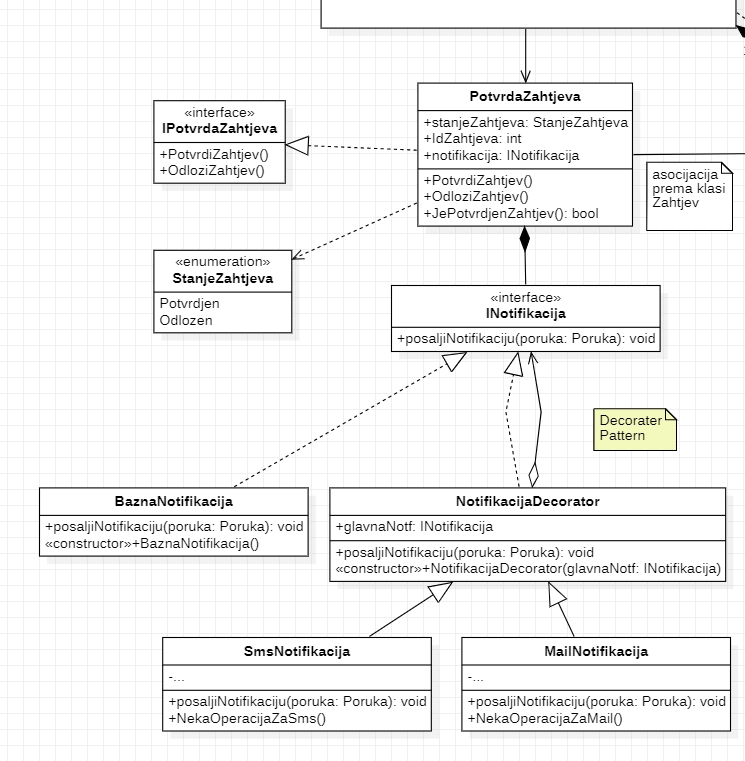 PotvrdaZahtjeva
+stanjeZahtjeva: StanjeZahtjeva
+IdZahtjeva: int
+notifikacija: INotifikacija
+PotvrdiZahtjev()
+OdloziZahtjev()
+JePotvrdjenZahtjev(): bool
«interface»
IPotvrdaZahtjeva
+PotvrdiZahtjev()
+OdloziZahtjev()
asocijacija
prema klasi
Zahtjev
«enumeration»
StanjeZahtjeva
Potvrdjen
Odlozen
«interface»
INotifikacija
+posaljiNotifikaciju(poruka: Poruka): void
Decorater
Pattern
BaznaNotifikacija
+posaljiNotifikaciju(poruka: Poruka): void
«constructor»+BaznaNotifikacija()
NotifikacijaDecorator
+glavnaNotf: INotifikacija
+posaljiNotifikaciju(poruka: Poruka): void
«constructor»+NotifikacijaDecorator(glavnaNotf: INotifikacija)
SmsNotifikacija
-...
+posaljiNotifikaciju(poruka: Poruka): void
+NekaOperacijaZaSms()
MailNotifikacija
-...
+posaljiNotifikaciju(poruka: Poruka): void
+NekaOperacijaZaMail()